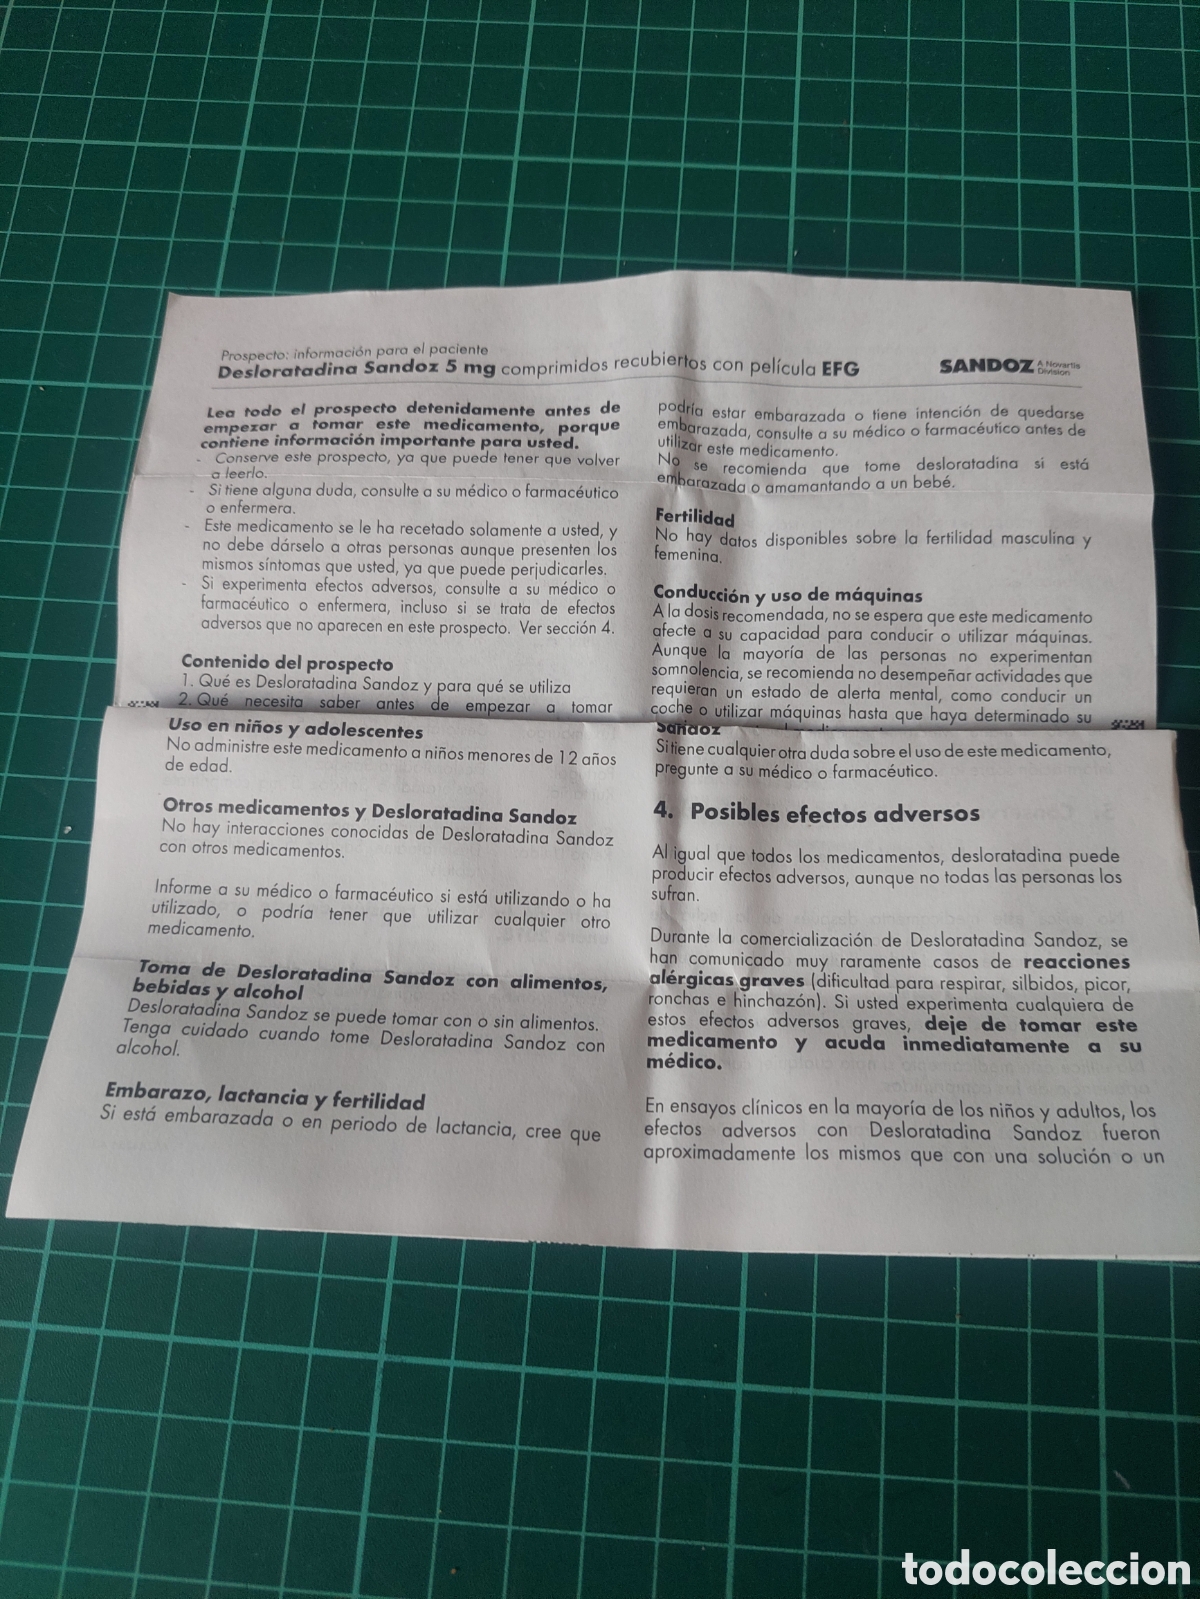 Prospecto: información para el paciente
Desloratadina Sandoz 5 mg comprimidos recubiertos con película EFG
SANDOZ A Novartis
Division
Lea todo el prospecto detenidamente antes de
empezar a tomar este medicamento, porque
contiene información importante para usted.
- Conserve este prospecto, ya que puede tener que volver
a leerlo.
- Si tiene alguna duda, consulte a su médico o farmacéutico
o enfermera.
- Este medicamento se le ha recetado solamente a usted, y
no debe dárselo a otras personas aunque presenten los
mismos síntomas que usted, ya que puede perjudicarles.
- Si experimenta efectos adversos, consulte a su médico o
farmacéutico o enfermera, incluso si se trata de efectos
adversos que no aparecen en este prospecto. Ver sección 4.
Contenido del prospecto
1. Qué es Desloratadina Sandoz y para qué se utiliza
2. Qué necesita saber antes de empezar a tomar
podría estar embarazada o tiene intención de quedarse
embarazada, consulte a su médico o farmacéutico antes de
utilizar este medicamento.
No se recomienda que tome desloratadina si está
embarazada o amamantando a un bebé.
Fertilidad
No hay datos disponibles sobre la fertilidad masculina y
femenina.
Conducción y uso de máquinas
A la dosis recomendada, no se espera que este medicamento
afecte a su capacidad para conducir o utilizar máquinas.
Aunque la mayoría de las personas no experimentan
somnolencia, se recomienda no desempeñar actividades que
requieran un estado de alerta mental, como conducir un
coche o utilizar máquinas hasta que haya determinado su
Uso en niños y adolescentes
No administre este medicamento a niños menores de 12 años
de edad.
Otros medicamentos y Desloratadina Sandoz
No hay interacciones conocidas de Desloratadina Sandoz
con otros medicamentos.
Informe a su médico o farmacéutico si está utilizando o ha
utilizado, o podría tener que utilizar cualquier otro
medicamento.
Toma de Desloratadina Sandoz con alimentos,
bebidas y alcohol
Desloratadina Sandoz se puede tomar con o sin alimentos.
Tenga cuidado cuando tome Desloratadina Sandoz con
alcohol.
Embarazo, lactancia y fertilidad
Si está embarazada o en periodo de lactancia, cree que
Sandoz
Si tiene cualquier otra duda sobre el uso de este medicamento,
pregunte a su médico o farmacéutico.
4. Posibles efectos adversos
Al igual que todos los medicamentos, desloratadina puede
producir efectos adversos, aunque no todas las personas los
sufran.
Durante la comercialización de Desloratadina Sandoz, se
han comunicado muy raramente casos de reacciones
alérgicas graves (dificultad para respirar, silbidos, picor,
ronchas e hinchazón). Si usted experimenta cualquiera de
estos efectos adversos graves, deje de tomar este
medicamento y acuda inmediatamente a su
médico.
En ensayos clínicos en la mayoría de los niños y adultos, los
efectos adversos con Desloratadina Sandoz fueron
aproximadamente los mismos que con una solución o un
todocoleccion